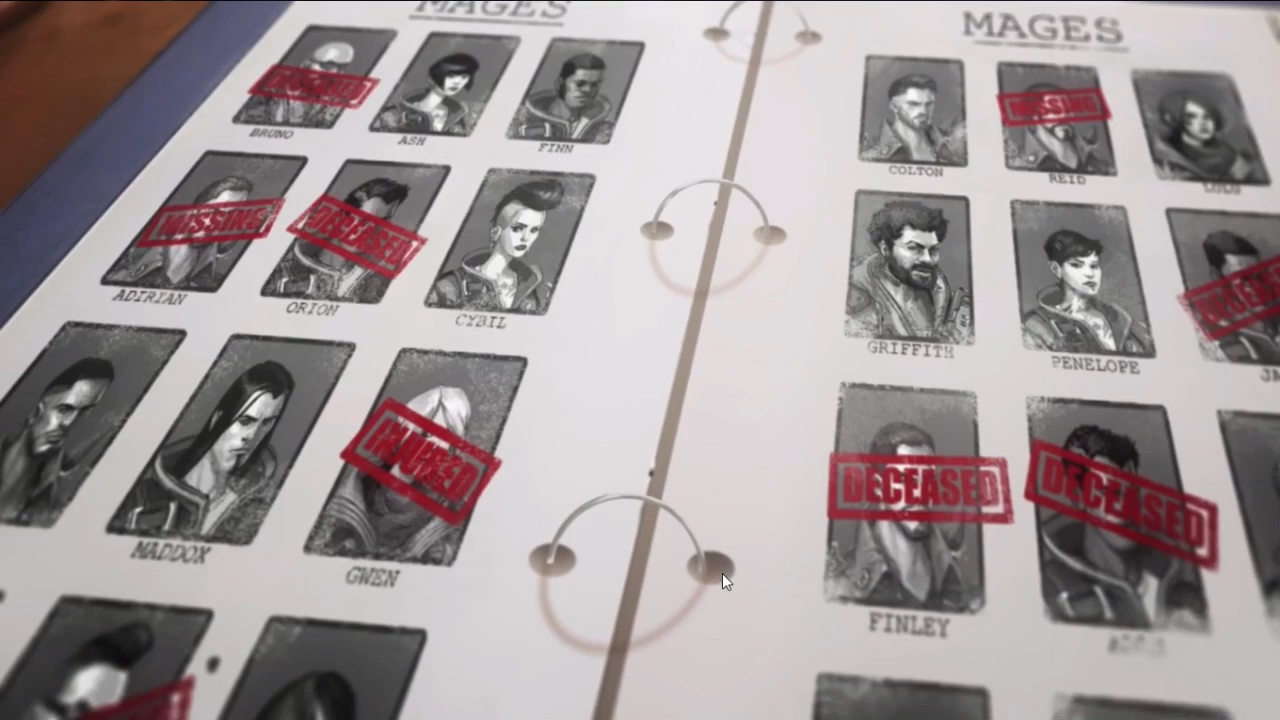 MAGES
BRUNO
ASH
FINN
MISSING
DECEASED
ADIRIAN
ORION
CYBIL
INJURED
MADDOX
GWEN
MAGES
MISSING
COLTON
REID
GRIFFITH
PENELOPE
DECEASED
DECEASED
FINLEY